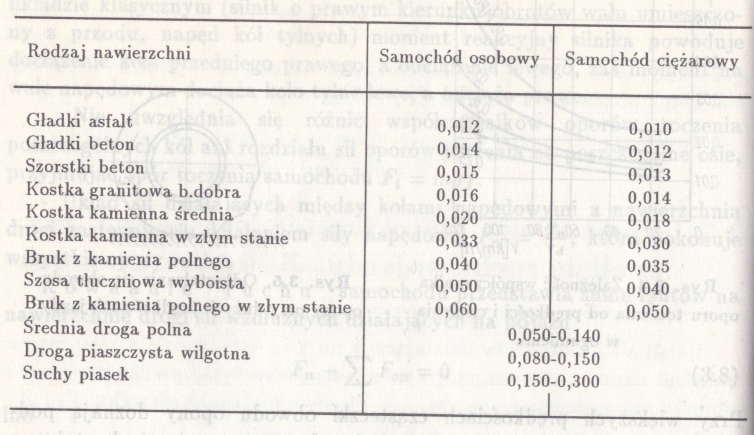 Rodzaj nawierzchni Samochód osobowy Samochód ciężarowy
Gładki asfalt 0,012 0,010
Gładki beton 0,014 0,012
Szorstki beton 0,015 0,013
Kostka granitowa b.dobra 0,016 0,014
Kostka kamienna średnia 0,020
Kostka kamienna w złym stanie 0,033 0,030
Bruk z kamienia polnego 0,040 0,035
Szosa tłuczniowa wyboista 0,050 0,040
Bruk z kamienia polnego w złym stanie 0,060 0,050
Średnia droga polna 0,050-0,140
Droga piaszczysta wilgotna 0,080-0,150
Suchy piasek 0,150-0,300